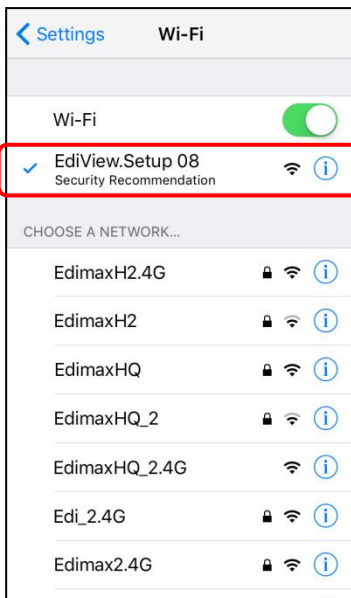 Settings Wi-Fi
Wi-Fi
EdiView.Setup 08
Security Recommendation
CHOOSE A NETWORK...
EdimaxH2.4G
EdimaxH2
EdimaxHQ
EdimaxHQ_2
EdimaxHQ_2.4G
Edi_2.4G
Edimax2.4G